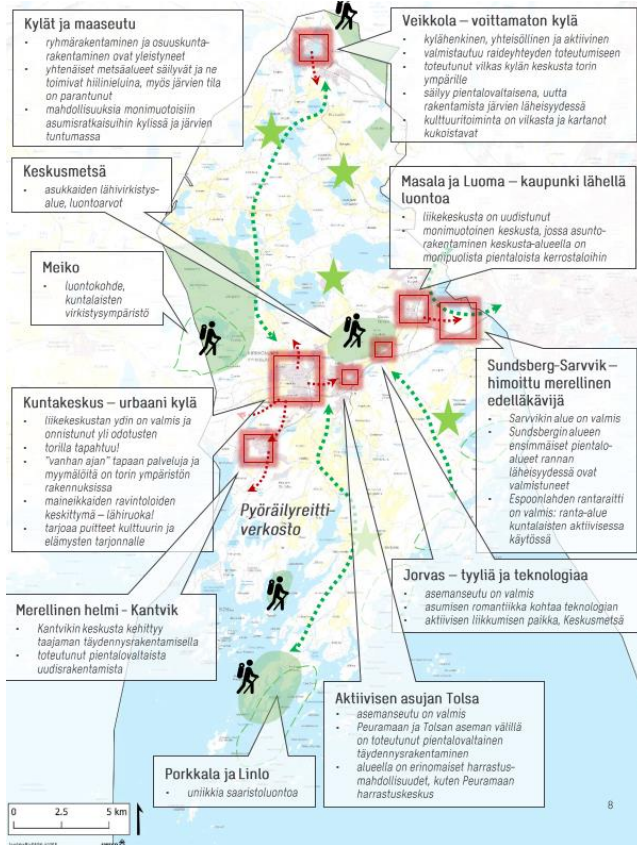 Kylät ja maaseutu
• ryhmärakentaminen ja osuuskunta-
rakentaminen ovat yleistyneet
• yhtenäiset metsäalueet säilyvät ja ne
toimivat hiilinieluina, myös järvien tila
on parantunut
• mahdollisuuksia monimuotoisiin
asumisratkaisuihin kylissä ja järvien
tuntumassa
Veikkola – voittamaton kylä
• kylähenkinen, yhteisöllinen ja aktiivinen
valmistautuu raideyhteyden toteutumiseen
• toteutunut vilkas kylän keskusta torin
ympärille
• säilyy pientalovaltaisena, uutta
rakentamista järvien läheisyydessä
• kulttuuritoiminta on vilkasta ja kartanot
kukoistavat
Keskusmetsä
• asukkaiden lähivirkistys-
alue, luontoarvot
Masala ja Luoma – kaupunki lähellä
luontoa
• liikekeskusta on uudistunut
• monimuotoinen keskus, jossa asunto-
rakentaminen keskusta-alueella on
monipuolista pientaloista kerrostaloihin
Meiko
• luontokohde,
kuntalaisten
virkistysympäristö
Sundsberg-Sarvvik –
himoittu merellinen
edelläkävijä
• Sarvvikin alue on valmis
• Sundsbergin alueen
ensimmäiset pientalo-
alueet rannan
läheisyydessä ovat
valmistuneet
• Espoonlahden rantaraitti
on valmis: ranta-alue
kuntalaisten aktiivisessa
käytössä
Kuntakeskus – urbaani kylä
• liikekeskustan ydin on valmis ja
onnistunut yli odotusten
• torilla tapahtuu!
• "vanhan ajan" tapaan palveluja ja
myymälöitä on torin ympäristön
rakennuksissa
• maineikkaiden ravintoloiden
keskittymä – lähiruoka!
• tarjoaa puitteet kulttuurin ja
elämysten tarjonnalle
Pyöräilyreitti-
verkosto
Jorvas – tyyliä ja teknologiaa
• asemanseutu on valmis
• asumisen romantiikka kohtaa teknologian
• aktiivisen liikkumisen paikka, Keskusmetsä
Merellinen helmi - Kantvik
• Kantvikin keskusta kehittyy
taajaman täydennysrakentamisella
• toteutunut pientalovaltaista
uudisrakentamista
Aktiivisen asujan Tolsa
• asemanseutu on valmis
• Peuramaan ja Tolsan aseman välillä
on toteutunut pientalovaltainen
täydennysrakentaminen
• alueella on erinomaiset harrastus-
mahdollisuudet, kuten Peuramaan
harrastuskeskus
Porkkala ja Linlo
• uniikkia saaristoluontoa
0 2.5 5 km
8